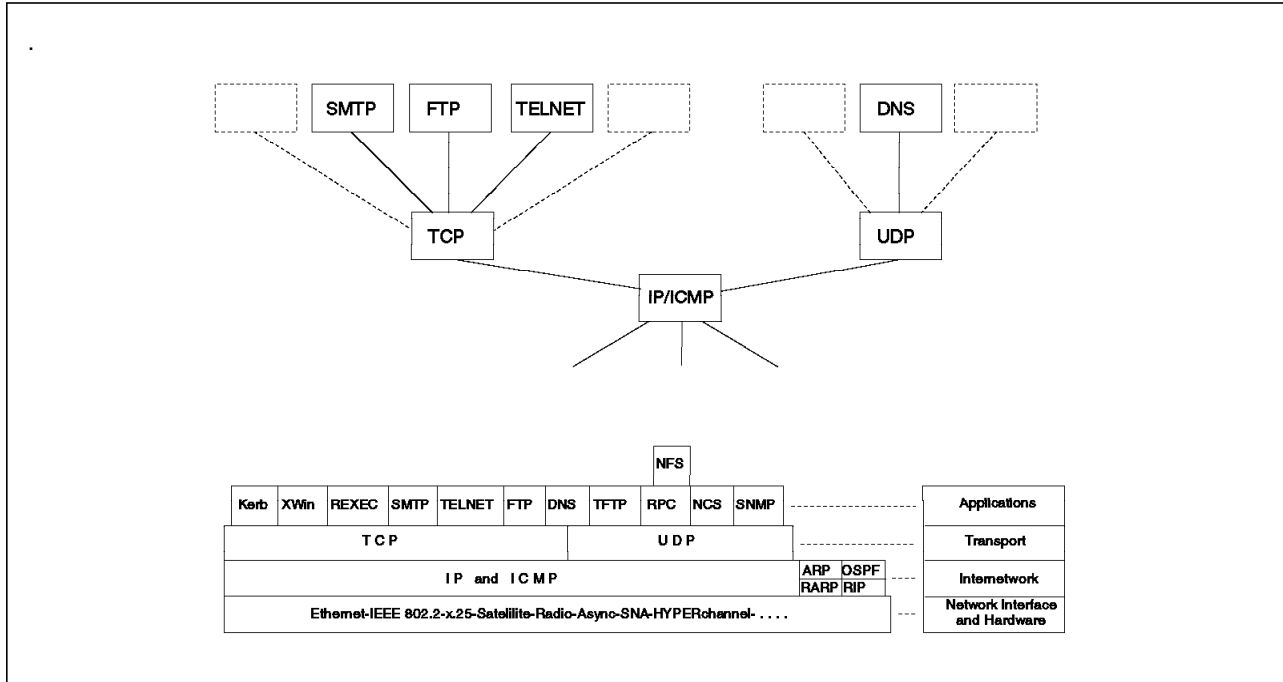 .
SMTP FTP TELNET DNS
TCP UDP
IP/ICMP
NFS
Kerb XWin REXEC SMTP TELNET FTP DNS TFTP RPC NCS SNMP Applications
TCP UDP Transport
IP and ICMP ARP OSPF Internetwork
RARP RIP
Ethernet-IEEE 802.2-x.25-Satelilite-Radio-Async-SNA-HYPERchannel- . . . . Network Interface
and Hardware